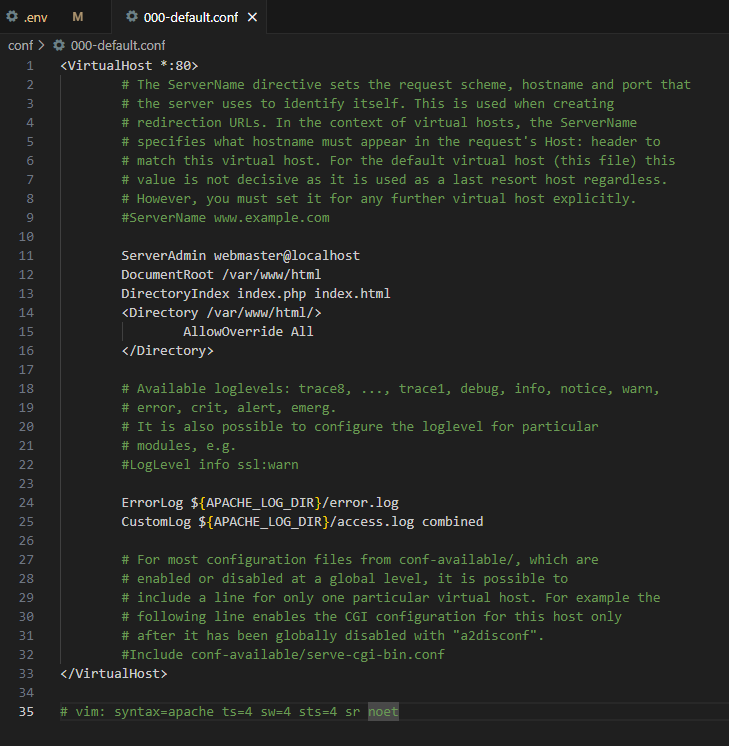 .env M 000-default.conf ×
conf > 000-default.conf
1 <VirtualHost *:80>
2 # The ServerName directive sets the request scheme, hostname and port that
3 # the server uses to identify itself. This is used when creating
4 # redirection URLs. In the context of virtual hosts, the ServerName
5 # specifies what hostname must appear in the request's Host: header to
6 # match this virtual host. For the default virtual host (this file) this
7 # value is not decisive as it is used as a last resort host regardless.
8 # However, you must set it for any further virtual host explicitly.
9 #ServerName www.example.com
10
11 ServerAdmin webmaster@localhost
12 DocumentRoot /var/www/html
13 DirectoryIndex index.php index.html
14 <Directory /var/www/html/>
15 AllowOverride All
16 </Directory>
17
18 # Available loglevels: trace8, ..., trace1, debug, info, notice, warn,
19 # error, crit, alert, emerg.
20 # It is also possible to configure the loglevel for particular
21 # modules, e.g.
22 #LogLevel info ssl:warn
23
24 ErrorLog ${APACHE_LOG_DIR}/error.log
25 CustomLog ${APACHE_LOG_DIR}/access.log combined
26
27 # For most configuration files from conf-available/, which are
28 # enabled or disabled at a global level, it is possible to
29 # include a line for only one particular virtual host. For example the
30 # following line enables the CGI configuration for this host only
31 # after it has been globally disabled with "a2disconf".
32 #Include conf-available/serve-cgi-bin.conf
33 </VirtualHost>
34
35 # vim: syntax=apache ts=4 sw=4 sts=4 sr noet